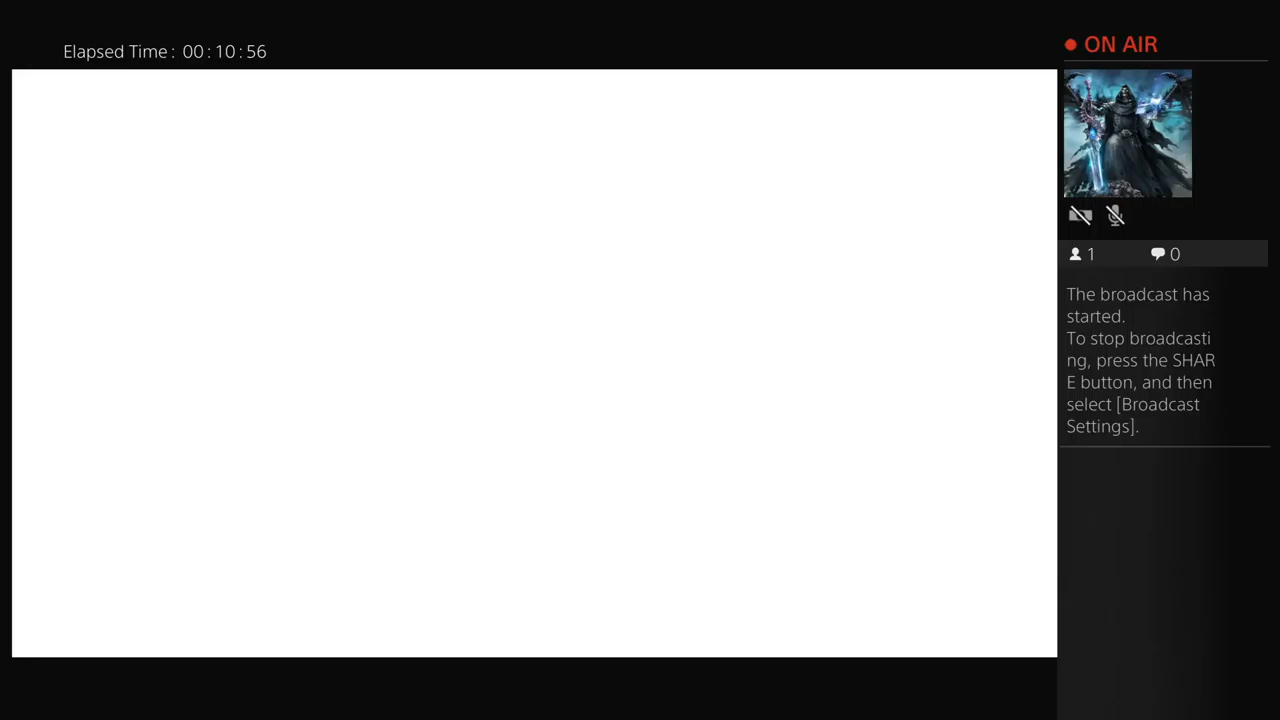 Elapsed Time: 00:10:56
ON AIR
1 0
The broadcast has
started.
To stop broadcasti
ng, press the SHAR
E button, and then
select [Broadcast
Settings].